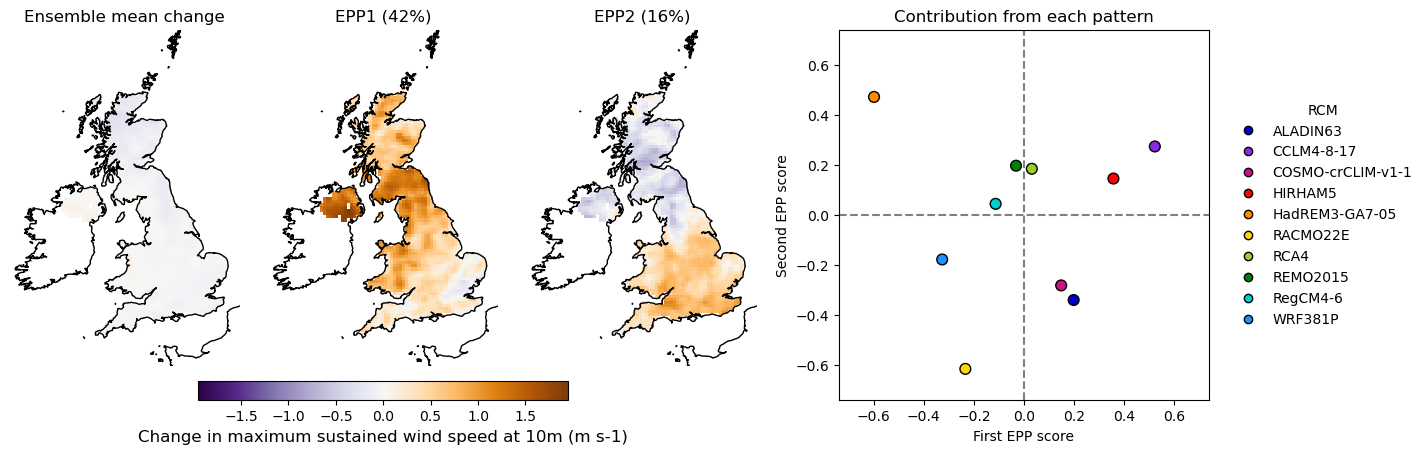 Ensemble mean change
EPP1 (42%)
EPP2 (16%)
−1.5 −1.0 −0.5 0.0 0.5 1.0 1.5
Change in maximum sustained wind speed at 10m (m s-1)
Contribution from each pattern
Second EPP score
0.6
0.4
0.2
0.0
−0.2
−0.4
−0.6
−0.6 −0.4 −0.2 0.0 0.2 0.4 0.6
First EPP score
RCM
ALADIN63
CCLM4-8-17
COSMO-crCLIM-v1-1
HIRHAM5
HadREM3-GA7-05
RACMO22E
RCA4
REMO2015
RegCM4-6
WRF381P